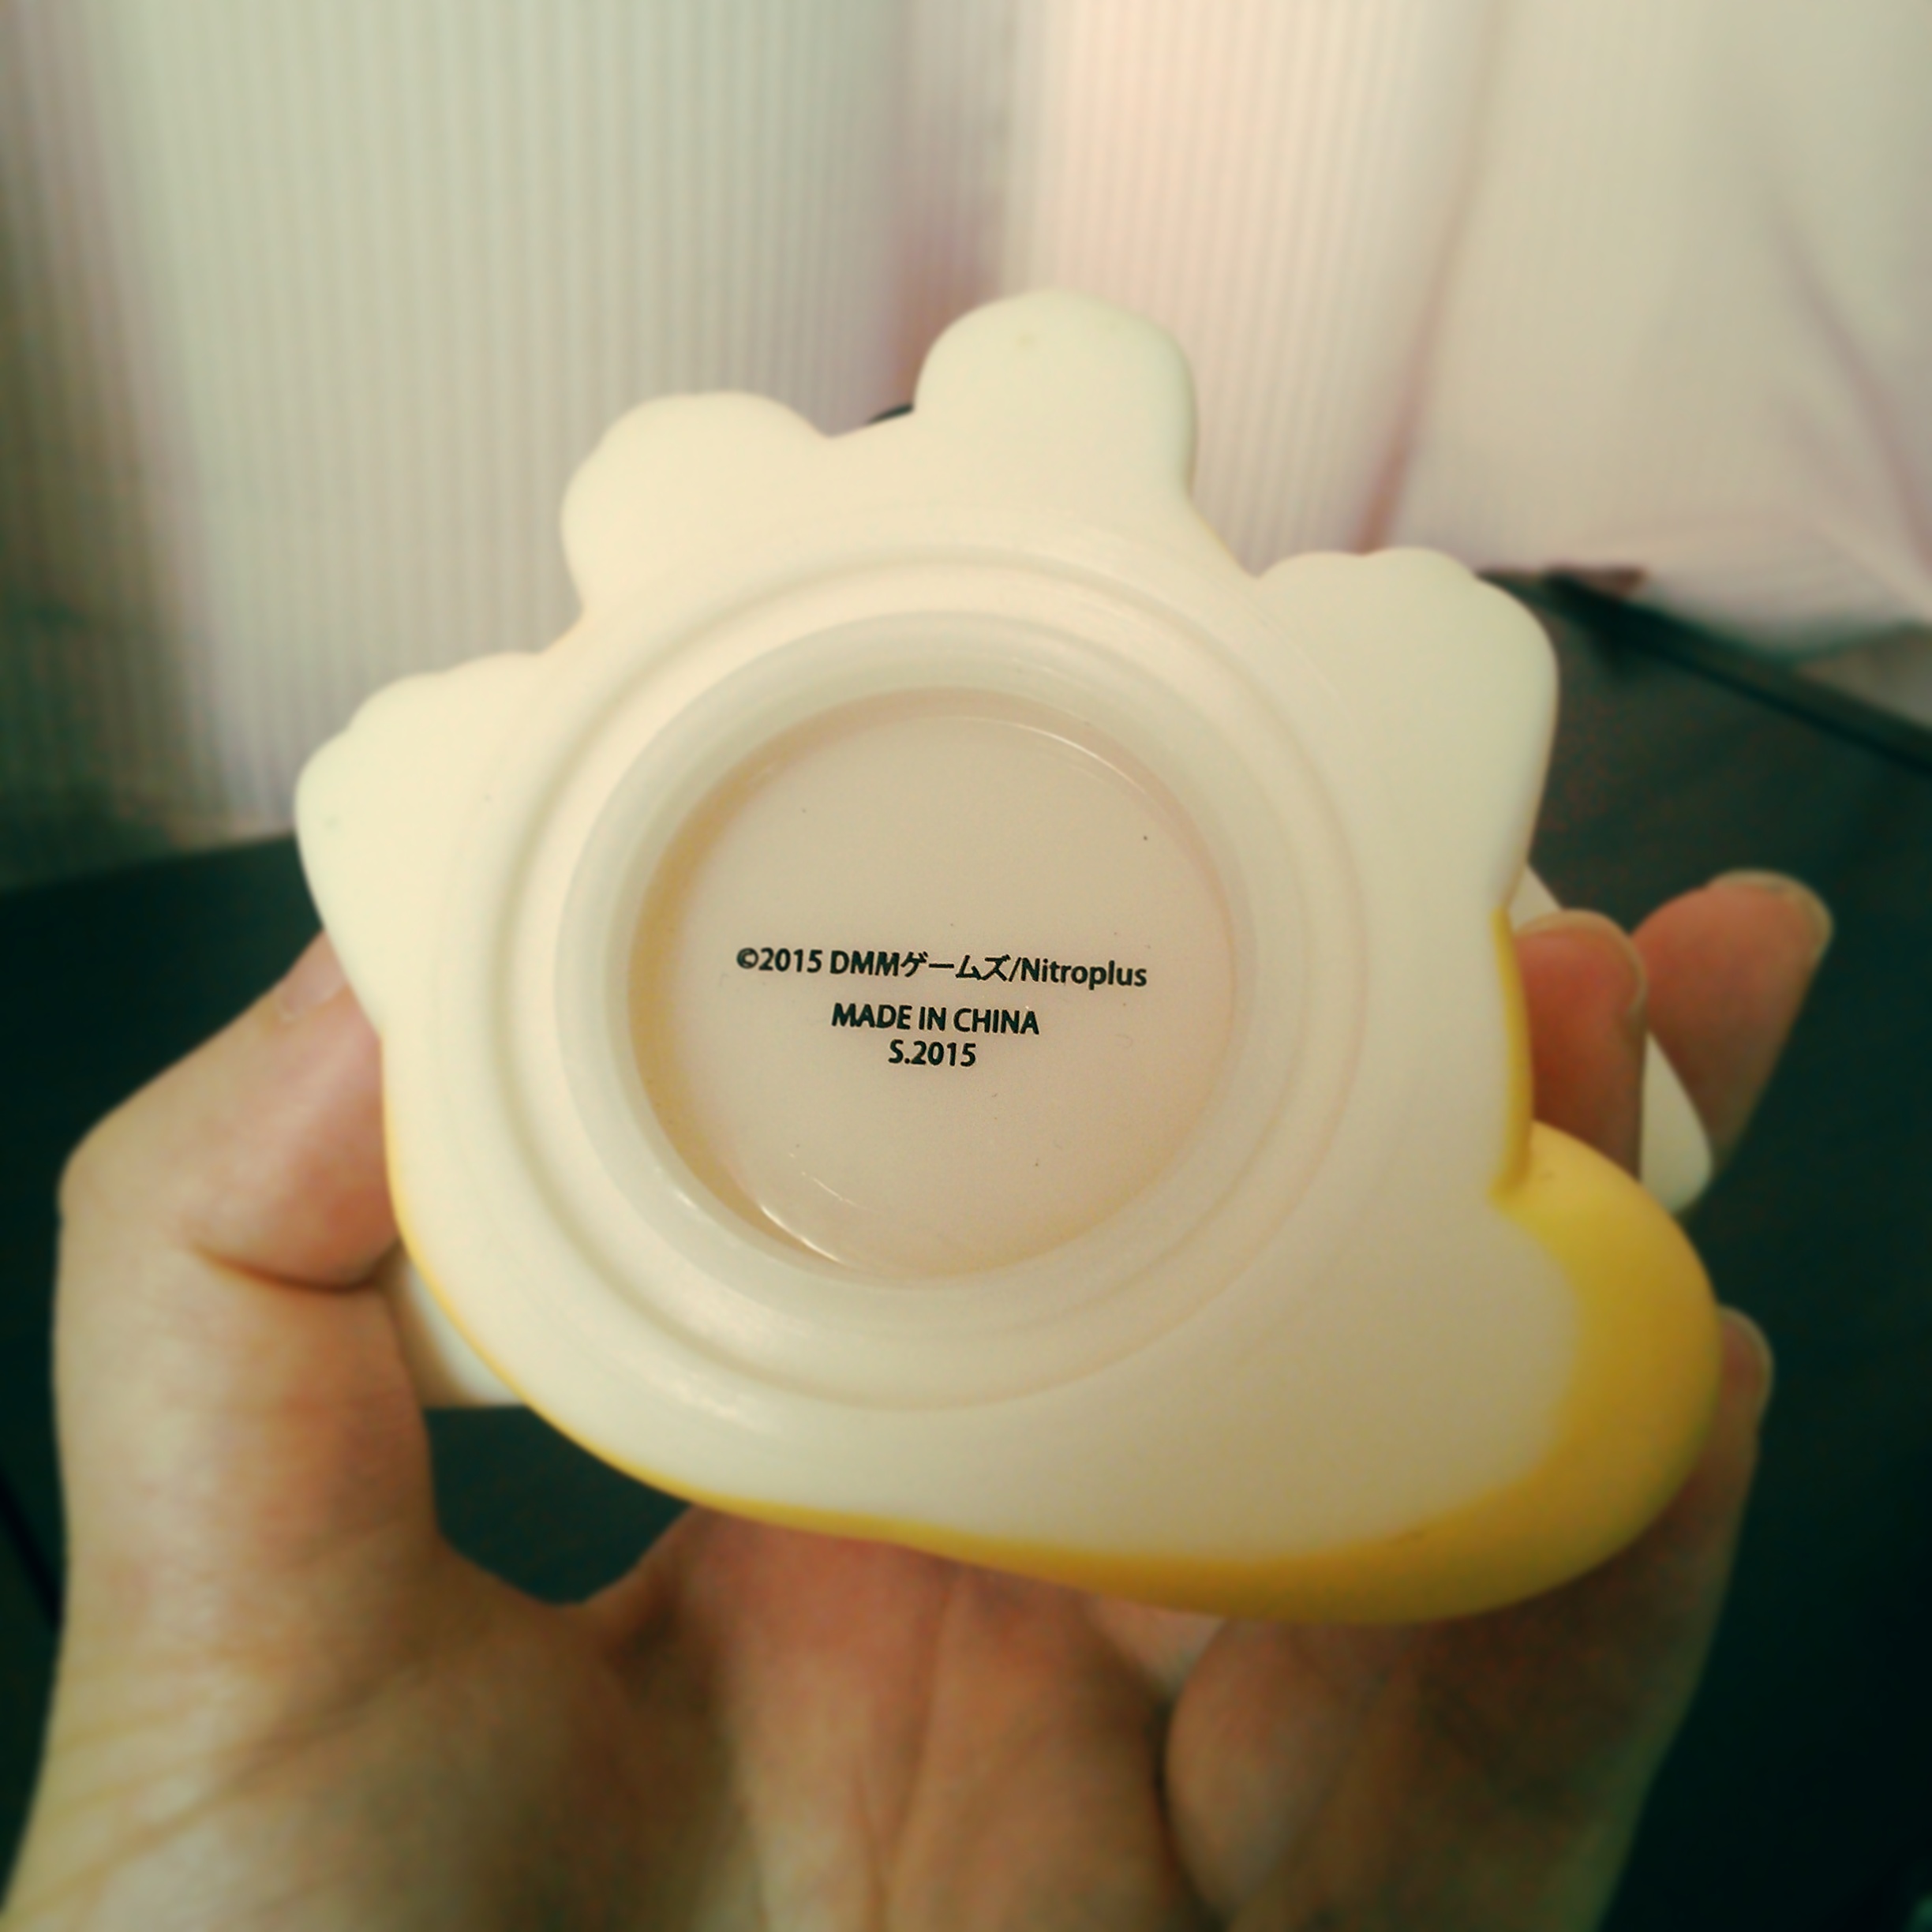 ©2015 DMMゲームズ/Nitroplus
MADE IN CHINA
S.2015